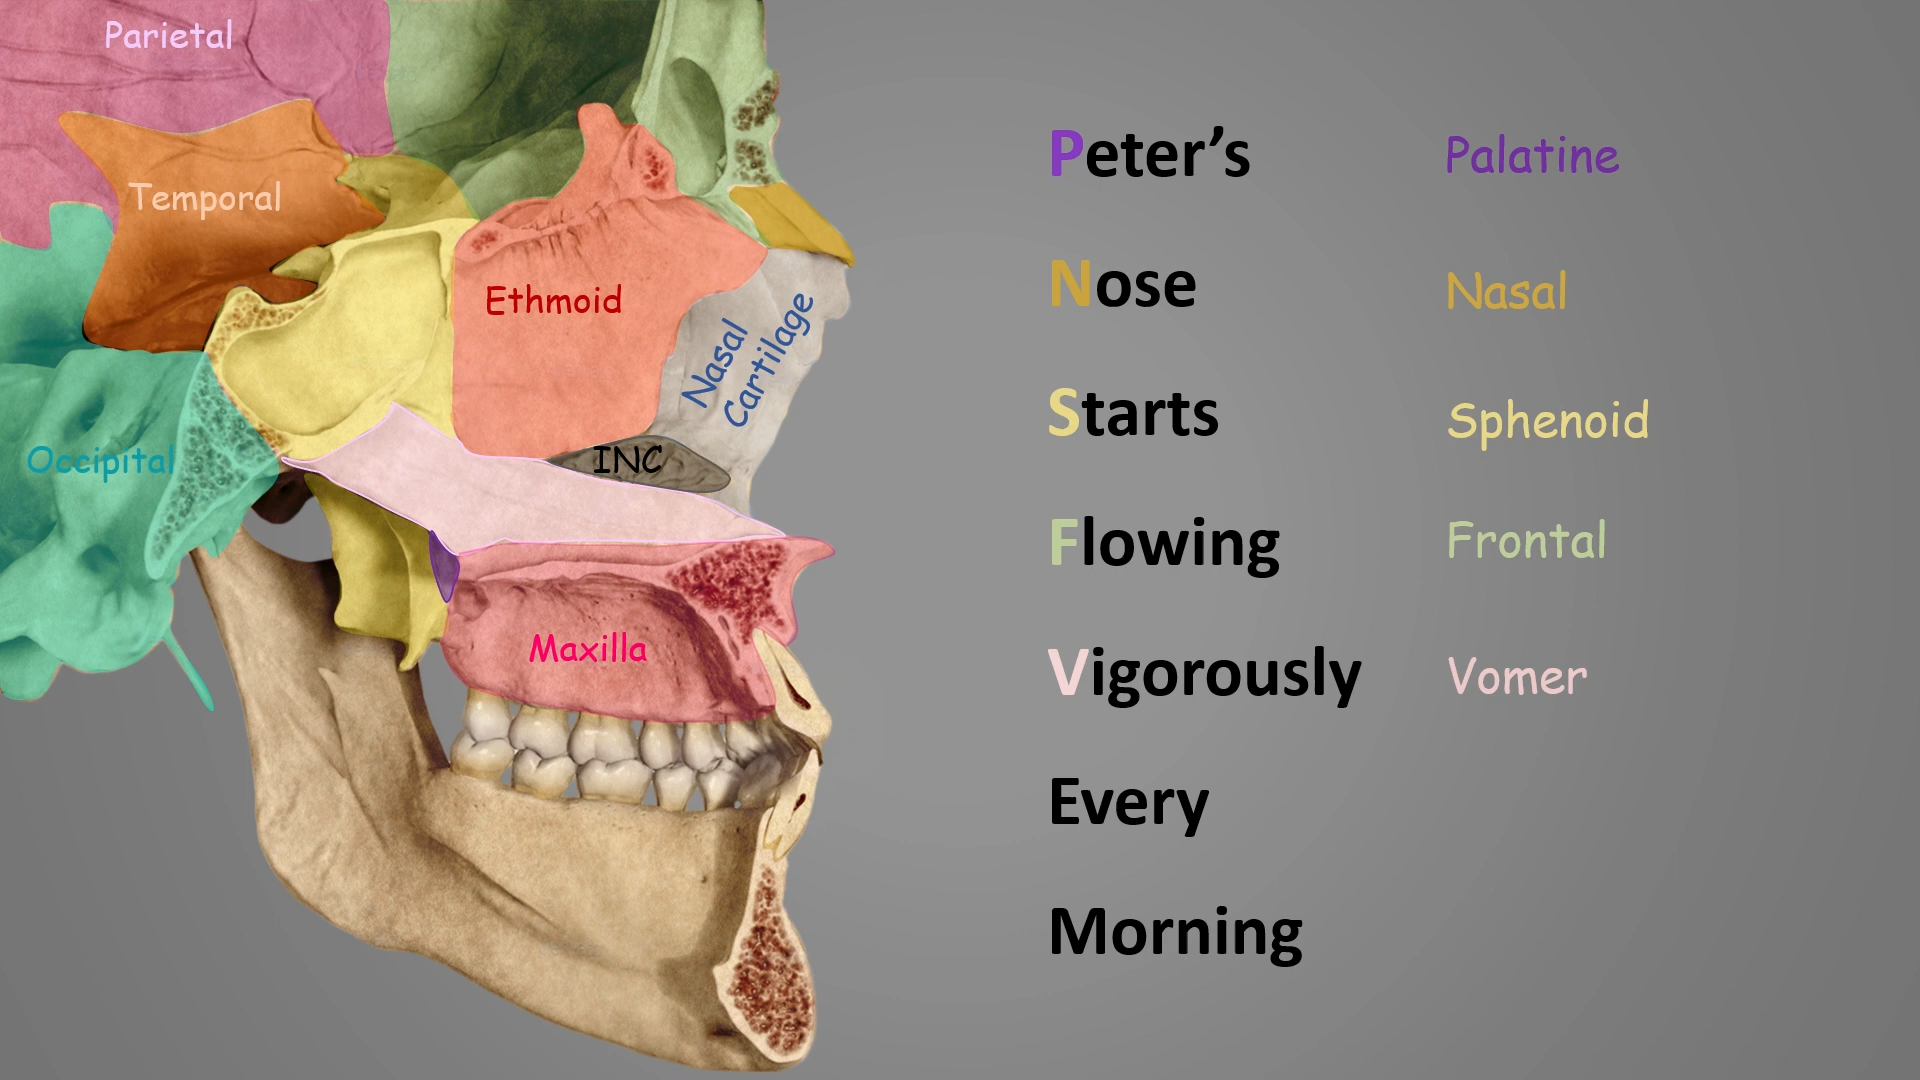 Parietal
Temporal
Ethmoid
Nasal
Cartilage
Occipital
INC
Maxilla
Peter's Palatine
Nose Nasal
Starts Sphenoid
Flowing Frontal
Vigorously Vomer
Every
Morning